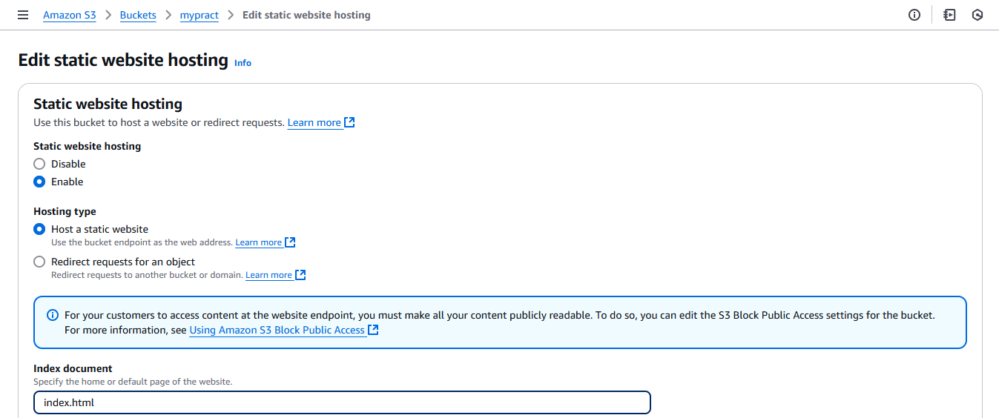 Amazon S3 > Buckets > mypract > Edit static website hosting
Edit static website hosting Info
Static website hosting
Use this bucket to host a website or redirect requests. Learn more
Static website hosting
Disable
Enable
Hosting type
Host a static website
Use the bucket endpoint as the web address. Learn more
Redirect requests for an object
Redirect requests to another bucket or domain. Learn more
For your customers to access content at the website endpoint, you must make all your content publicly readable. To do so, you can edit the S3 Block Public Access settings for the bucket.
For more information, see Using Amazon S3 Block Public Access
Index document
Specify the home or default page of the website.
index.html